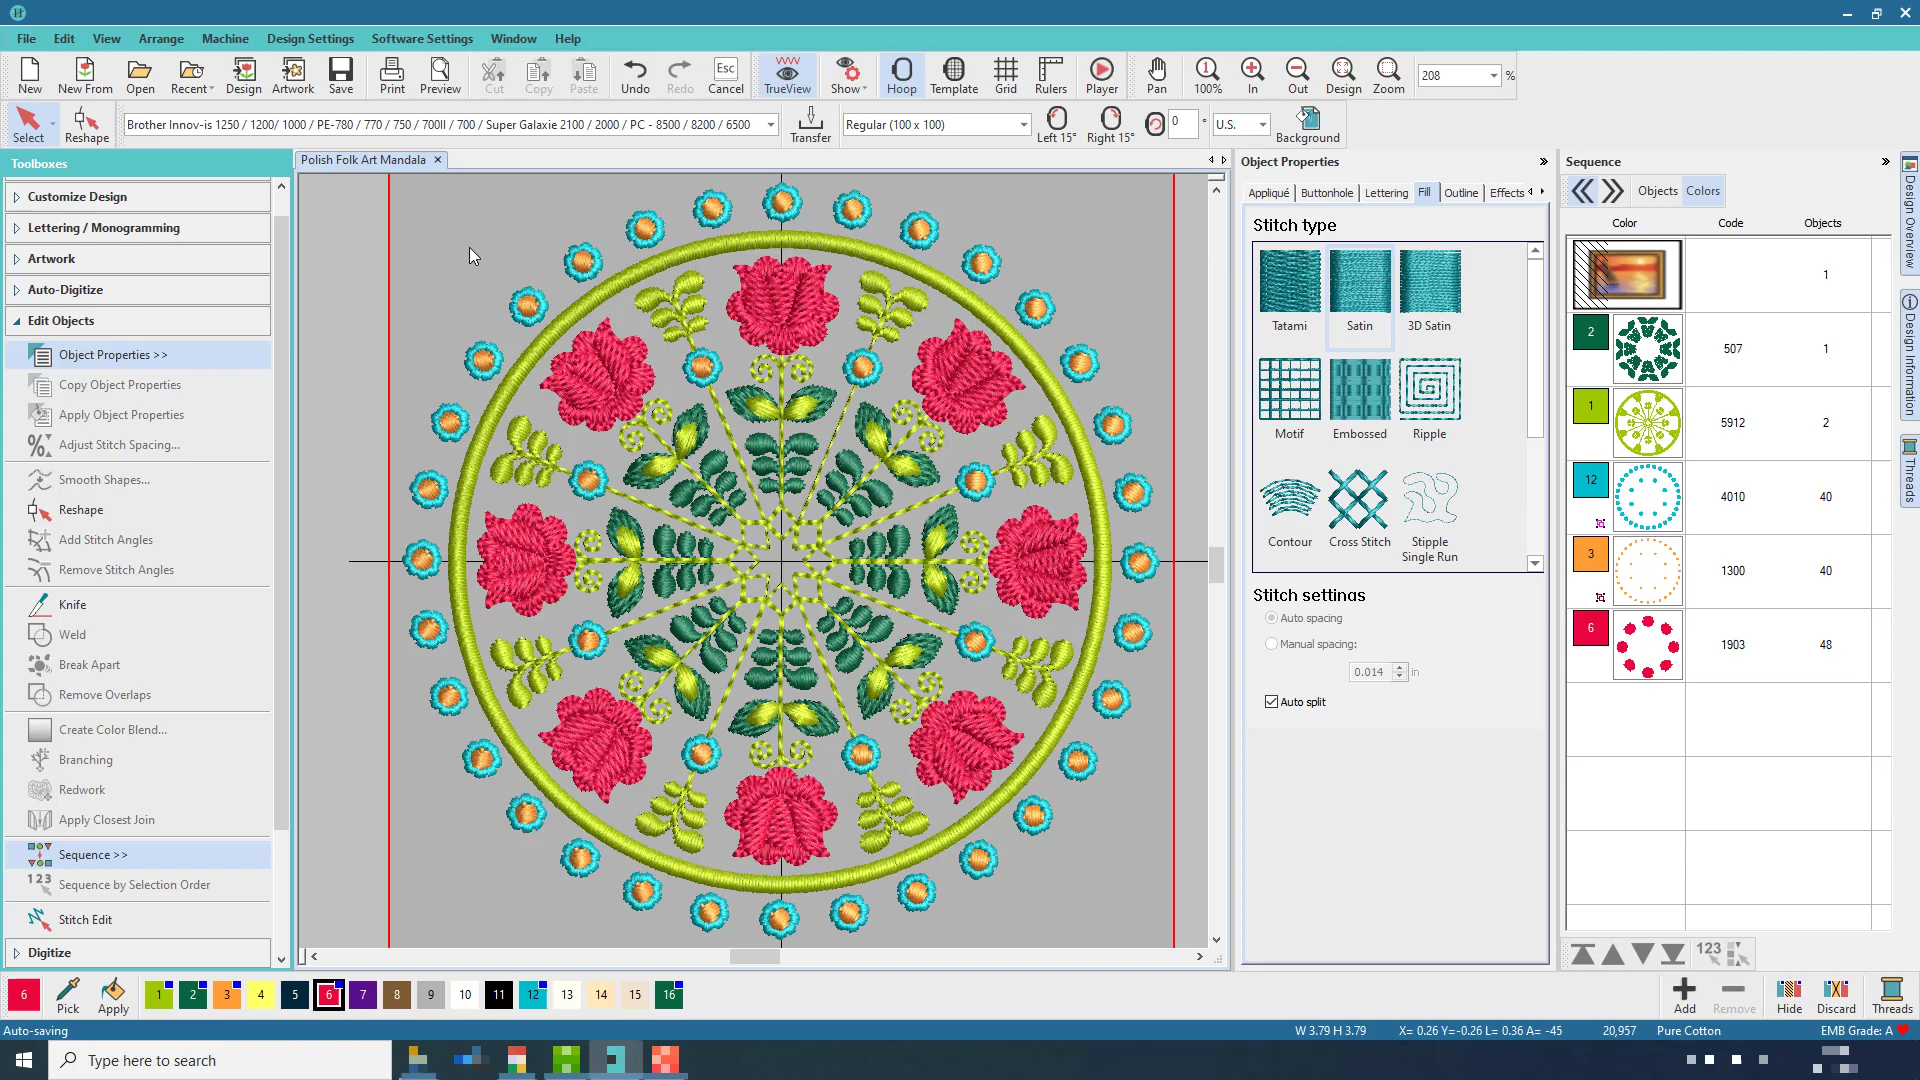 File Edit View Arrange Machine Design Settings Software Settings Window Help
New New From Open Recent Design Artwork Save Print Preview Cut Copy Paste Undo Redo Esc Cancel TrueView Show Hoop Template Grid Rulers Player Pan 1 100% In Out Design Zoom 208 %
Select Reshape Brother Innov-is 1250 / 1200/ 1000 / PE-780 / 770 / 750 / 700II / 700 / Super Galaxie 2100 / 2000 / PC - 8500 / 8200 / 6500 Transfer Regular (100 x 100) Left 15° Right 15° 0 ° U.S. Background
Toolboxes
Customize Design
Lettering / Monogramming
Artwork
Auto-Digitize
Edit Objects
Object Properties >>
Copy Object Properties
Apply Object Properties
Adjust Stitch Spacing...
Smooth Shapes...
Reshape
Add Stitch Angles
Remove Stitch Angles
Knife
Weld
Break Apart
Remove Overlaps
Create Color Blend...
Branching
Redwork
Apply Closest Join
Sequence >>
123 Sequence by Selection Order
Stitch Edit
Digitize
Polish Folk Art Mandala
Object Properties
Appliqué Buttonhole Lettering Fill Outline Effects
Stitch type
Tatami Satin 3D Satin
Motif Embossed Ripple
Contour Cross Stitch Stipple
Single Run
Stitch settings
Auto spacing
Manual spacing:
0.014 in
Auto split
Sequence
Objects Colors
Color Code Objects
1
2 507 1
1 5912 2
12 4010 40
3 1300 40
6 1903 48
123
Design Overview
Design Information
Threads
6 Pick Apply 1 2 3 4 5 6 7 8 9 10 11 12 13 14 15 16 Add Remove Hide Discard Threads
Auto-saving W 3.79 H 3.79 X= 0.26 Y=-0.26 L= 0.36 A= -45 20,957 Pure Cotton EMB Grade: A
Type here to search